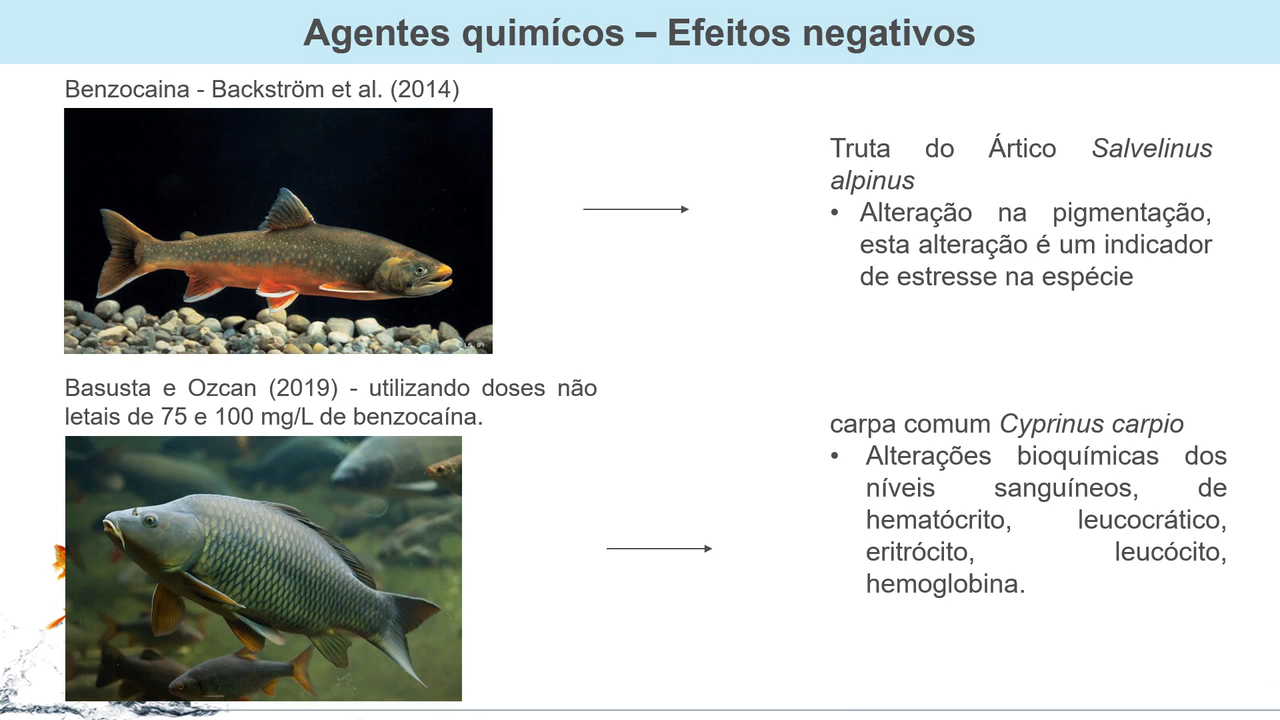 Agentes quimícos – Efeitos negativos
Benzocaina - Backström et al. (2014)
Truta do Ártico Salvelinus
alpinus
• Alteração na pigmentação,
esta alteração é um indicador
de estresse na espécie
Basusta e Ozcan (2019) - utilizando doses não
letais de 75 e 100 mg/L de benzocaína.
carpa comum Cyprinus carpio
• Alterações bioquímicas dos
níveis sanguíneos, de
hematócrito, leucocrático,
eritrócito, leucócito,
hemoglobina.